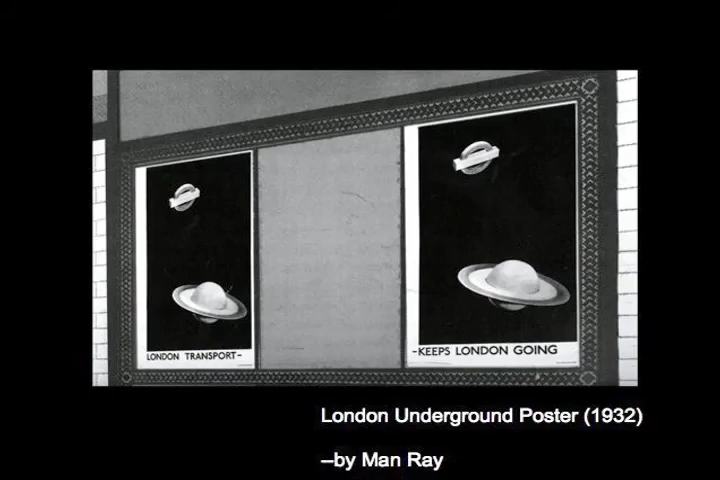 LONDON TRANSPORT-
-KEEPS LONDON GOING
London Underground Poster (1932)
--by Man Ray